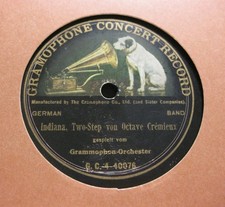 GRAMOPHONE CONCERT RECORD
Manufactured by The Gramophone Co., Ltd. (and Sister Companies).
GERMAN BAND
Indiana, Two-Step von Octave Crémieux
gespielt vom
Grammophon-Orchester
G. C.-4-40076